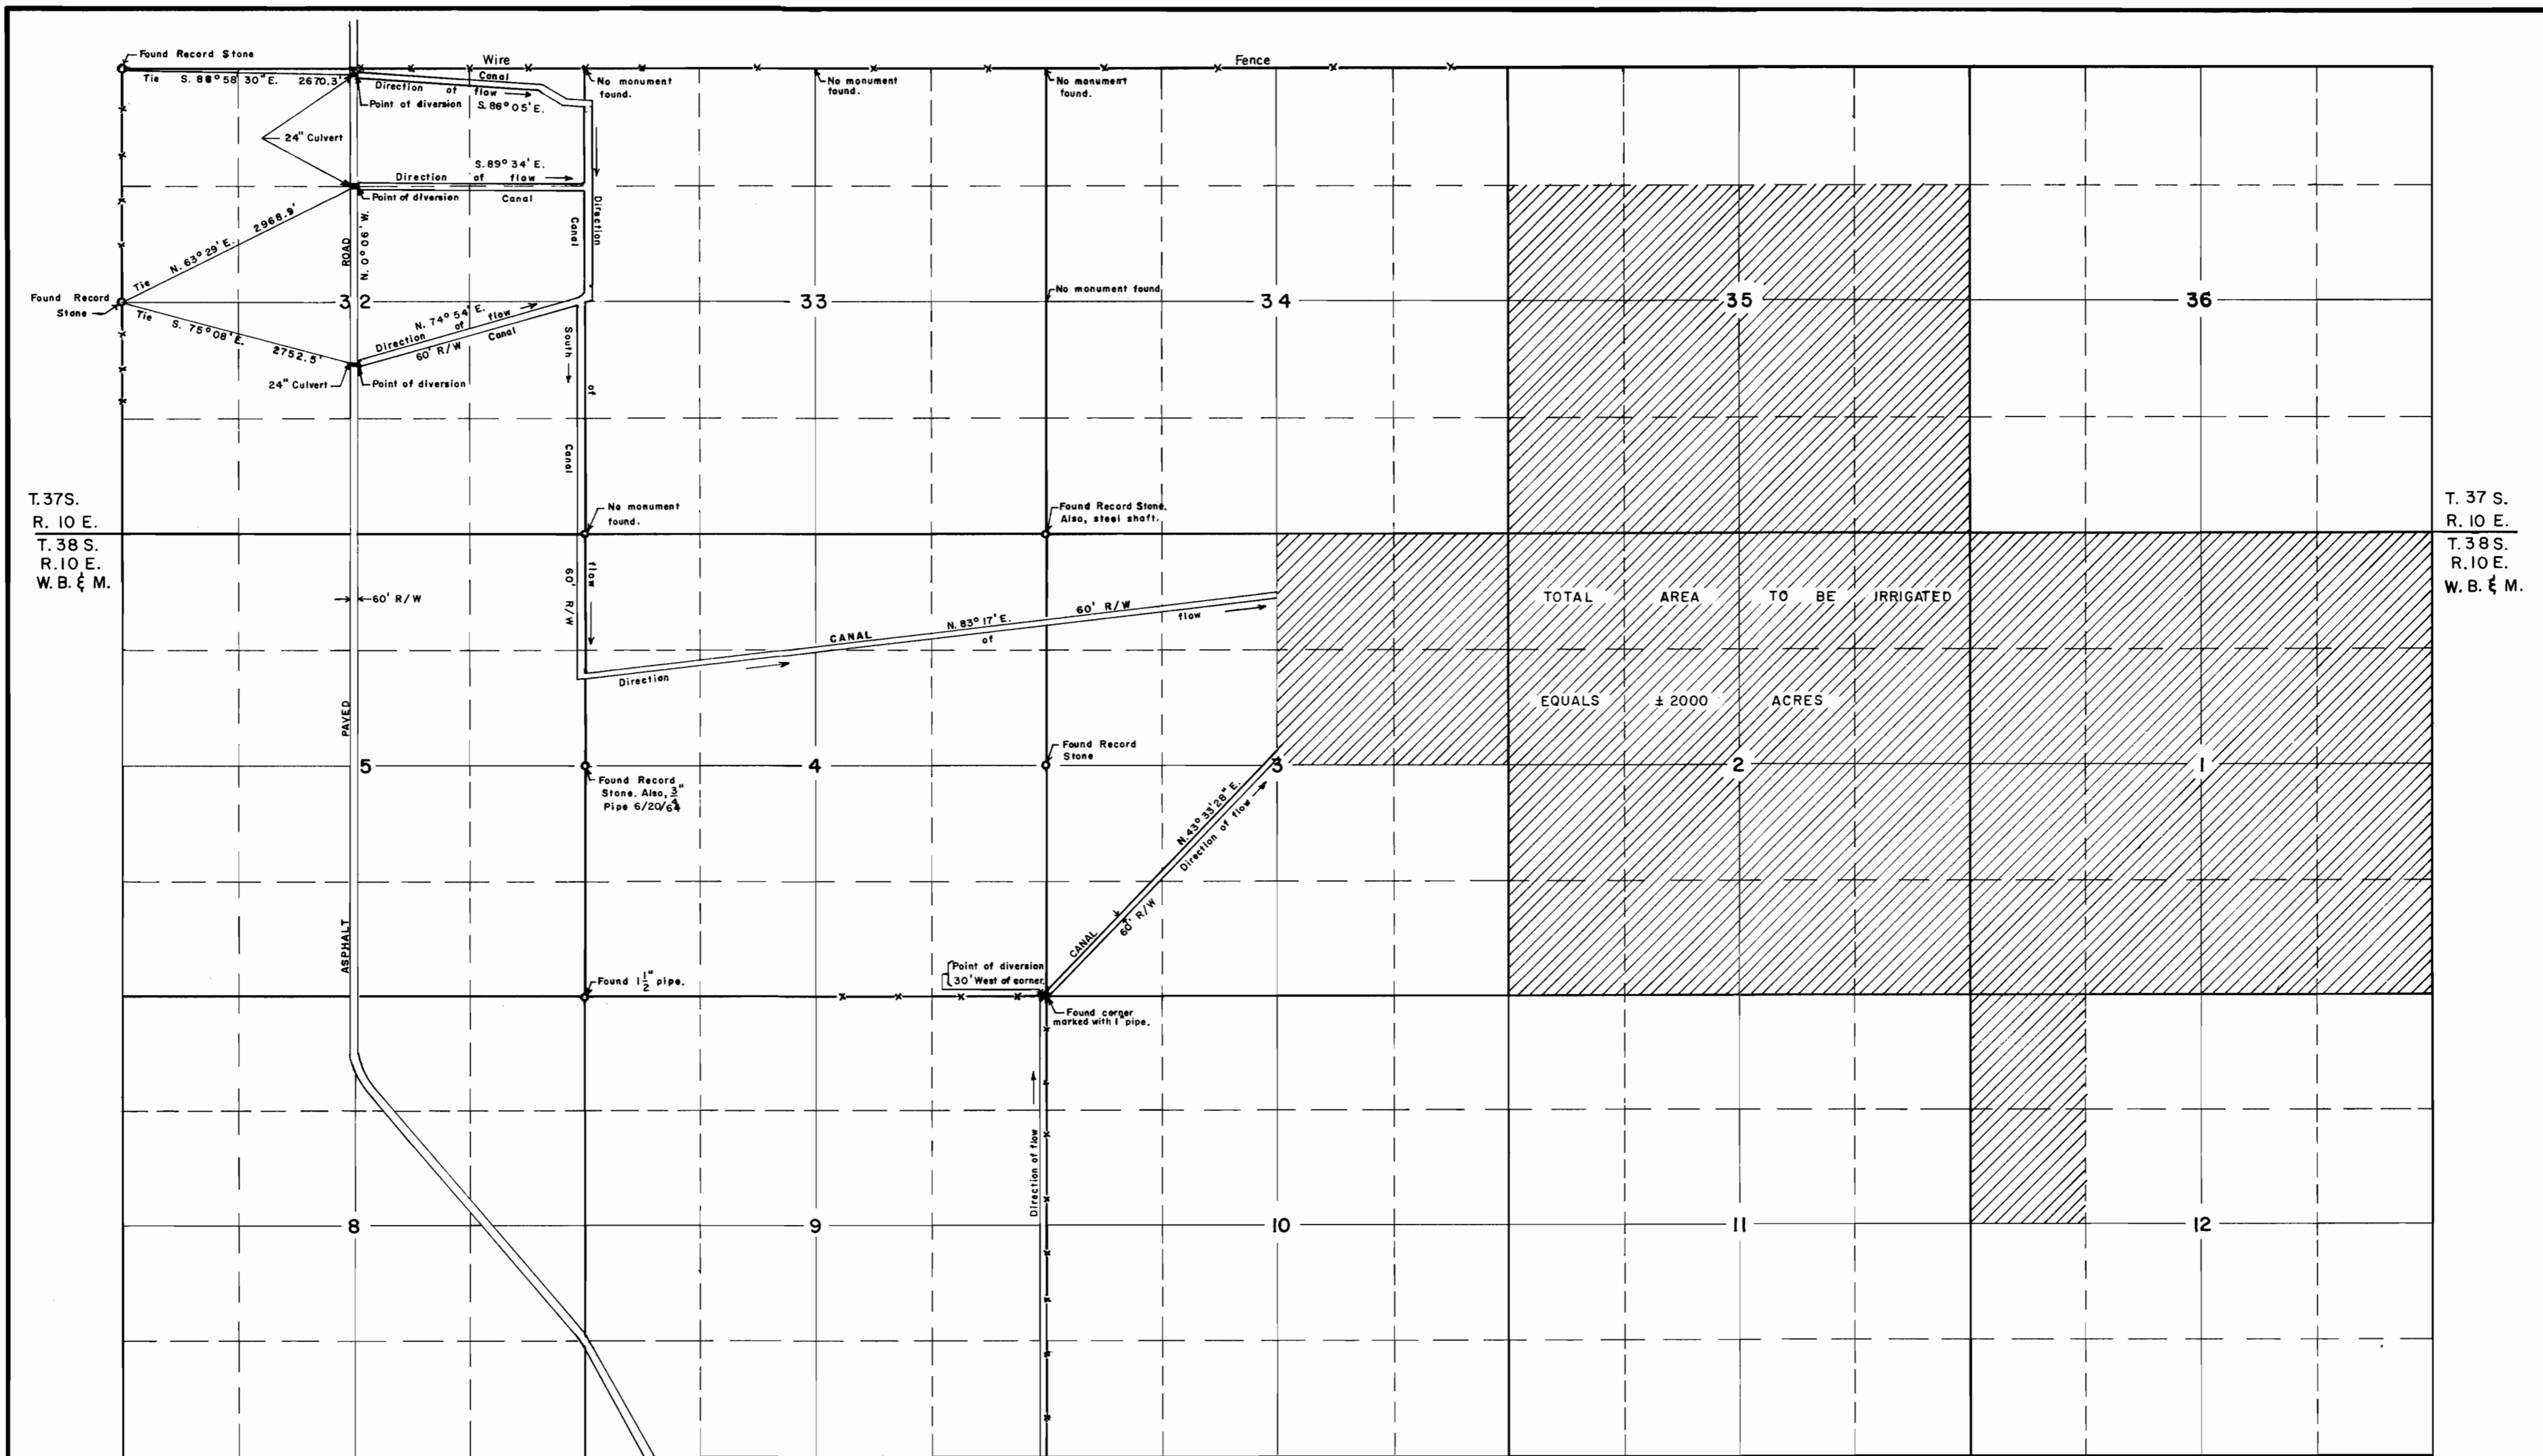 Found Record Stone
Wire
Fence
Tie S. 88° 58' 30" E. 2670.3'
Canal
Direction of flow
Point of diversion S. 86° 05' E.
No monument
found.
No monument
found.
No monument
found.
24" Culvert
S. 89° 34' E.
Direction of flow
Point of diversion
Canal
Tie N. 63° 29' E. 2968.9'
ROAD
N. 0° 06' W.
Canal
Direction
Found Record
Stone
32
33
No monument found
34
35
36
Tie S. 75° 08' E. 2752.5'
N. 74° 54' E.
Direction of flow
60' R/W Canal
24" Culvert
Point of diversion
South
of
Canal
T. 37S.
R. 10 E.
T. 38 S.
R. 10 E.
W. B. & M.
No monument
found.
Found Record Stone.
Also, steel shaft.
T. 37 S.
R. 10 E.
T. 38 S.
R. 10 E.
W. B. & M.
60' R/W
flow
60' R/W
CANAL N. 83° 17' E. 60' R/W
Direction of flow
TOTAL AREA TO BE IRRIGATED
EQUALS ± 2000 ACRES
PAVED
5
4
Found Record
Stone
3
2
1
Found Record
Stone. Also, 3/4"
Pipe 6/20/64
N. 43° 33' 28" E.
Direction of flow
CANAL
60' R/W
ASPHALT
Found 1 1/2" pipe.
Point of diversion
30' West of corner.
Found corner
marked with 1" pipe.
Direction of flow
8
9
10
11
12